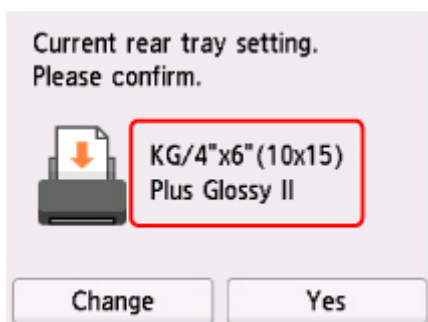 Current rear tray setting.
Please confirm.
KG/4"x6"(10x15)
Plus Glossy II
Change
Yes